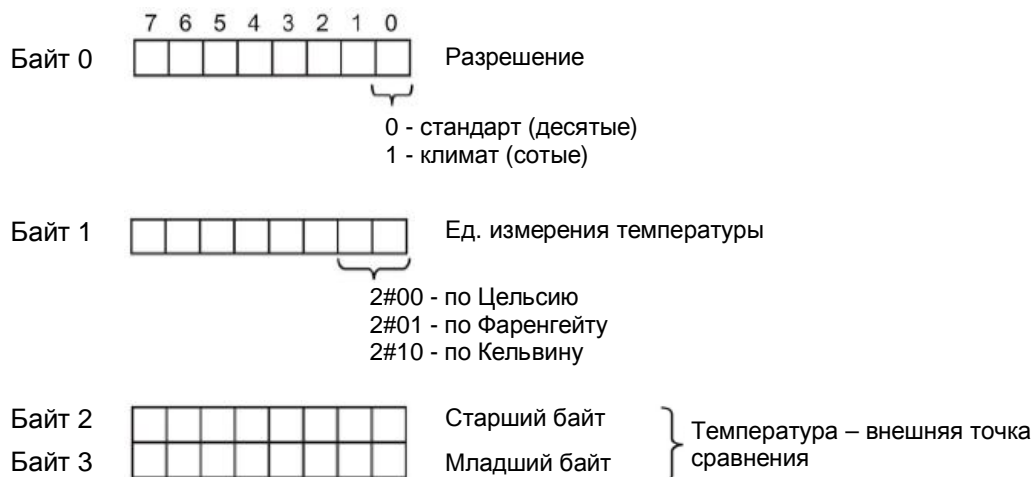 7 6 5 4 3 2 1 0
Байт 0 Разрешение
0 - стандарт (десятые)
1 - климат (сотые)
Байт 1 Ед. измерения температуры
2#00 - по Цельсию
2#01 - по Фаренгейту
2#10 - по Кельвину
Байт 2 Старший байт
Байт 3 Младший байт
Температура – внешняя точка
сравнения